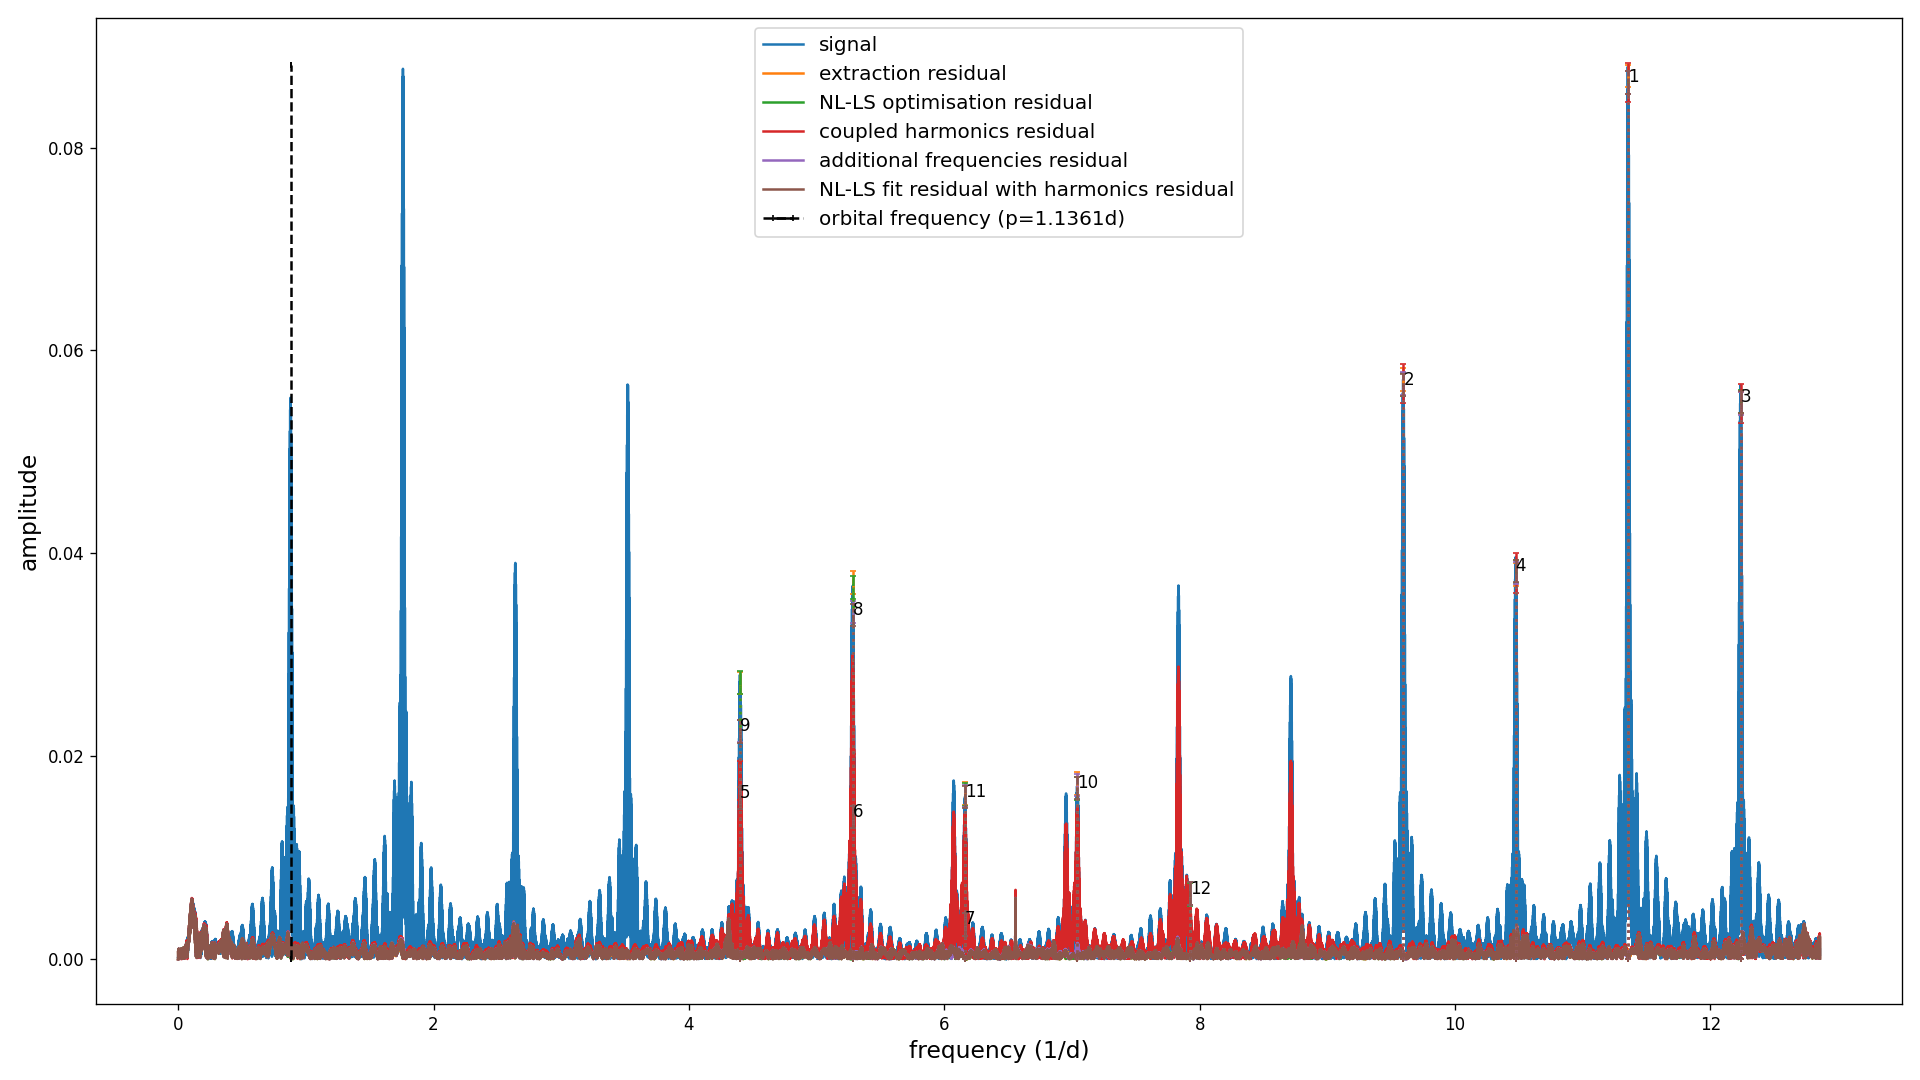 signal
extraction residual
NL-LS optimisation residual
coupled harmonics residual
additional frequencies residual
NL-LS fit residual with harmonics residual
orbital frequency (p=1.1361d)
1
2
3
4
8
9
5
6
11
10
12
7
amplitude
0.08
0.06
0.04
0.02
0.00
0 2 4 6 8 10 12
frequency (1/d)